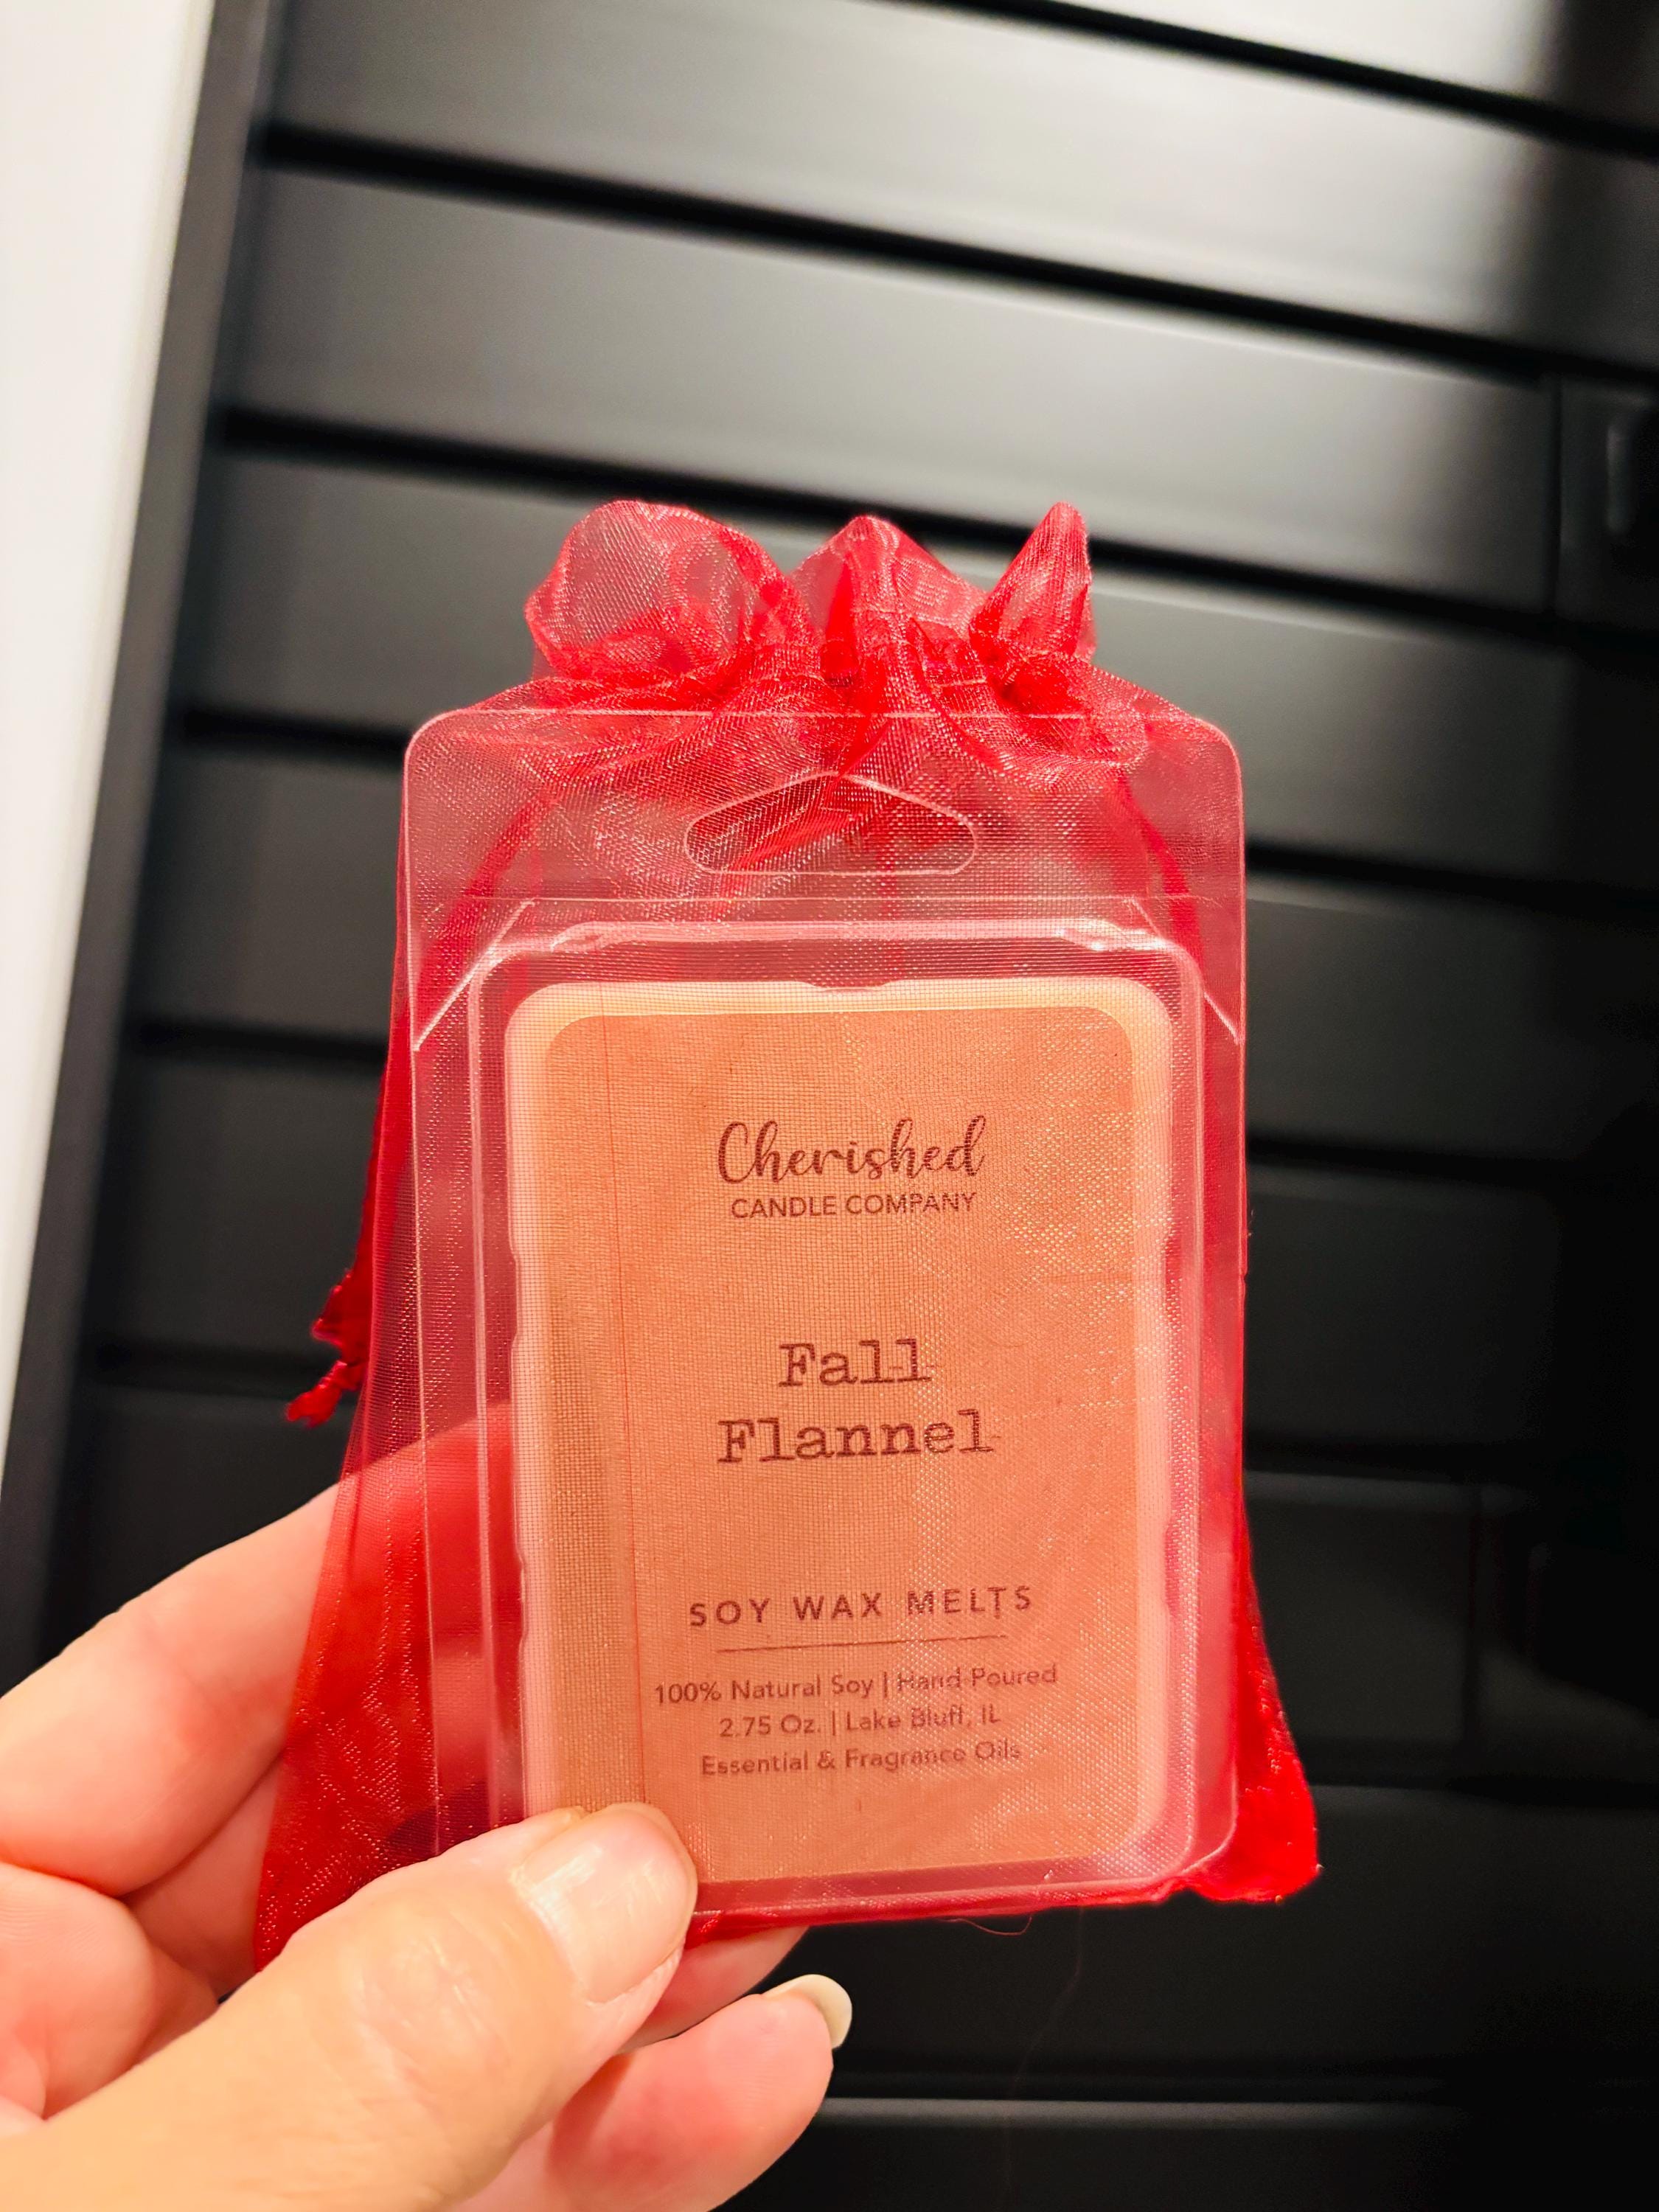 Cherished
CANDLE COMPANY
Fall
Flannel
SOY WAX MELTS
100% Natural Soy | Hand Poured
2.75 Oz. | Lake Bluff, IL
Essential & Fragrance Oils